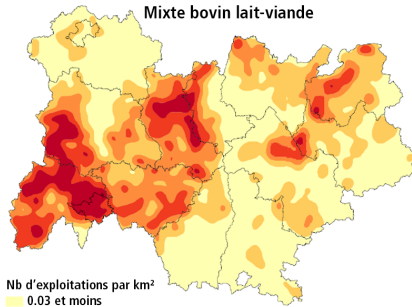 Mixte bovin lait-viande
Nb d'exploitations par km²
0.03 et moins